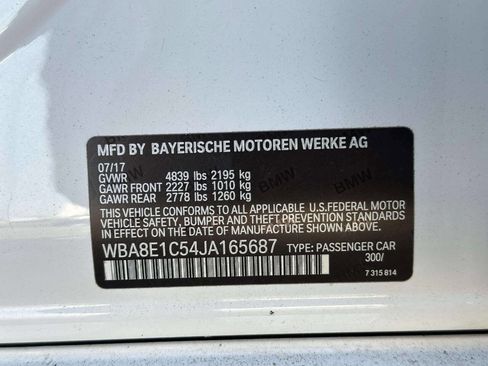 MFD BY BAYERISCHE MOTOREN WERKE AG
07/17
GVWR 4839 lbs 2195 kg
GAWR FRONT 2227 lbs 1010 kg
GAWR REAR 2778 lbs 1260 kg
THIS VEHICLE CONFORMS TO ALL APPLICABLE U.S.FEDERAL MOTOR
VEHICLE SAFETY, BUMPER, AND THEFT PREVENTION STANDARDS
IN EFFECT ON THE DATE OF MANUFACTURE SHOWN ABOVE.
WBA8E1C54JA165687 TYPE: PASSENGER CAR
300/
7 315 814
BMW